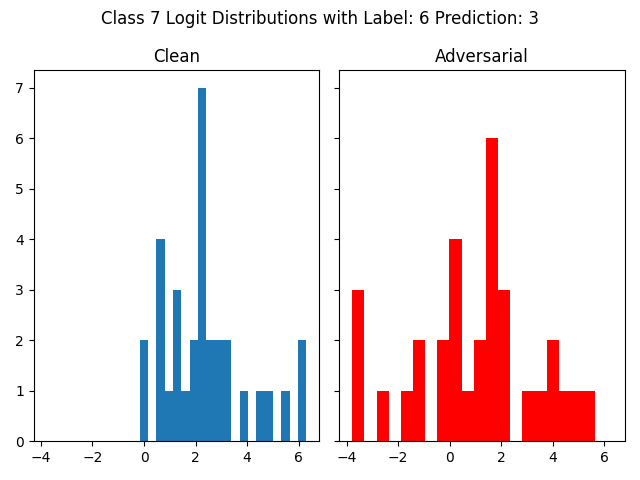 Class 7 Logit Distributions with Label: 6 Prediction: 3
Clean
Adversarial
7
6
5
4
3
2
1
0
−4 −2 0 2 4 6
−4 −2 0 2 4 6